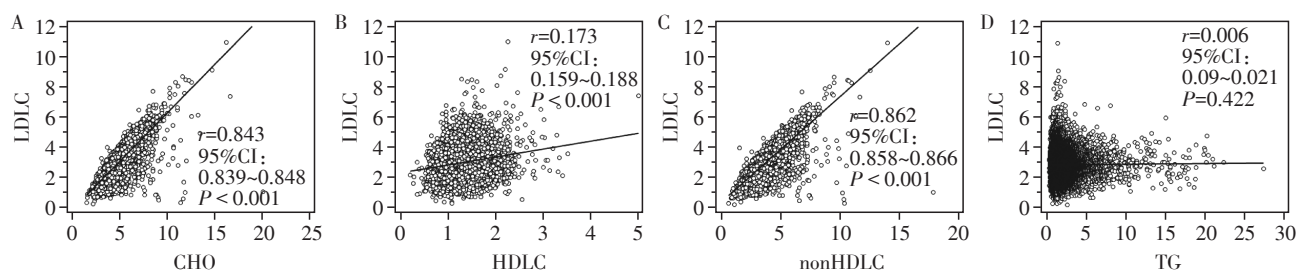 A
12
10
8
6
4
2
0
LDLC
r=0.843
95%CI:
0.839~0.848
P＜0.001
0 5 10 15 20 25
CHO
B
12
10
8
6
4
2
0
LDLC
r=0.173
95%CI:
0.159~0.188
P＜0.001
0 1 2 3 4 5
HDLC
C
12
10
8
6
4
2
0
LDLC
r=0.862
95%CI:
0.858~0.866
P＜0.001
0 5 10 15 20
nonHDLC
D
12
10
8
6
4
2
0
LDLC
r=0.006
95%CI:
0.09~0.021
P=0.422
0 5 10 15 20 25 30
TG